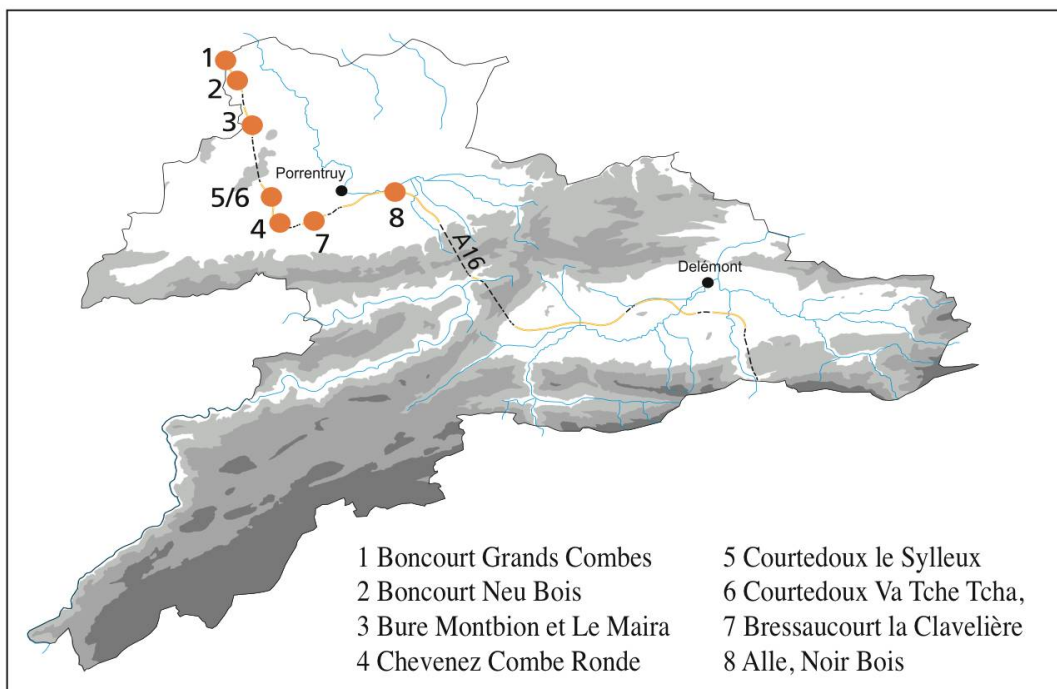 1
2
3
Porrentruy
5/6
8
4
7
A16
Delémont
1 Boncourt Grands Combes
2 Boncourt Neu Bois
3 Bure Montbion et Le Maira
4 Chevenez Combe Ronde
5 Courtedoux le Sylleux
6 Courtedoux Va Tche Tcha,
7 Bressaucourt la Clavelière
8 Alle, Noir Bois